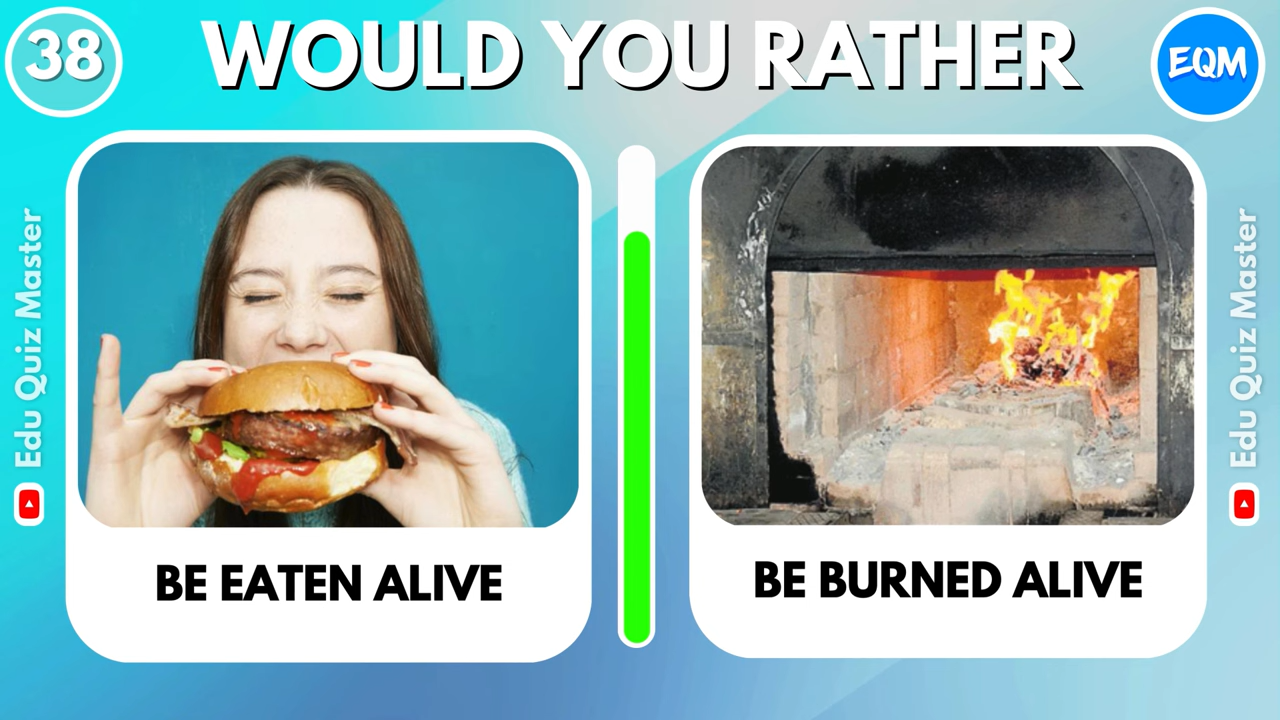 38
WOULD YOU RATHER
EQM
Edu Quiz Master
Edu Quiz Master
BE EATEN ALIVE
BE BURNED ALIVE